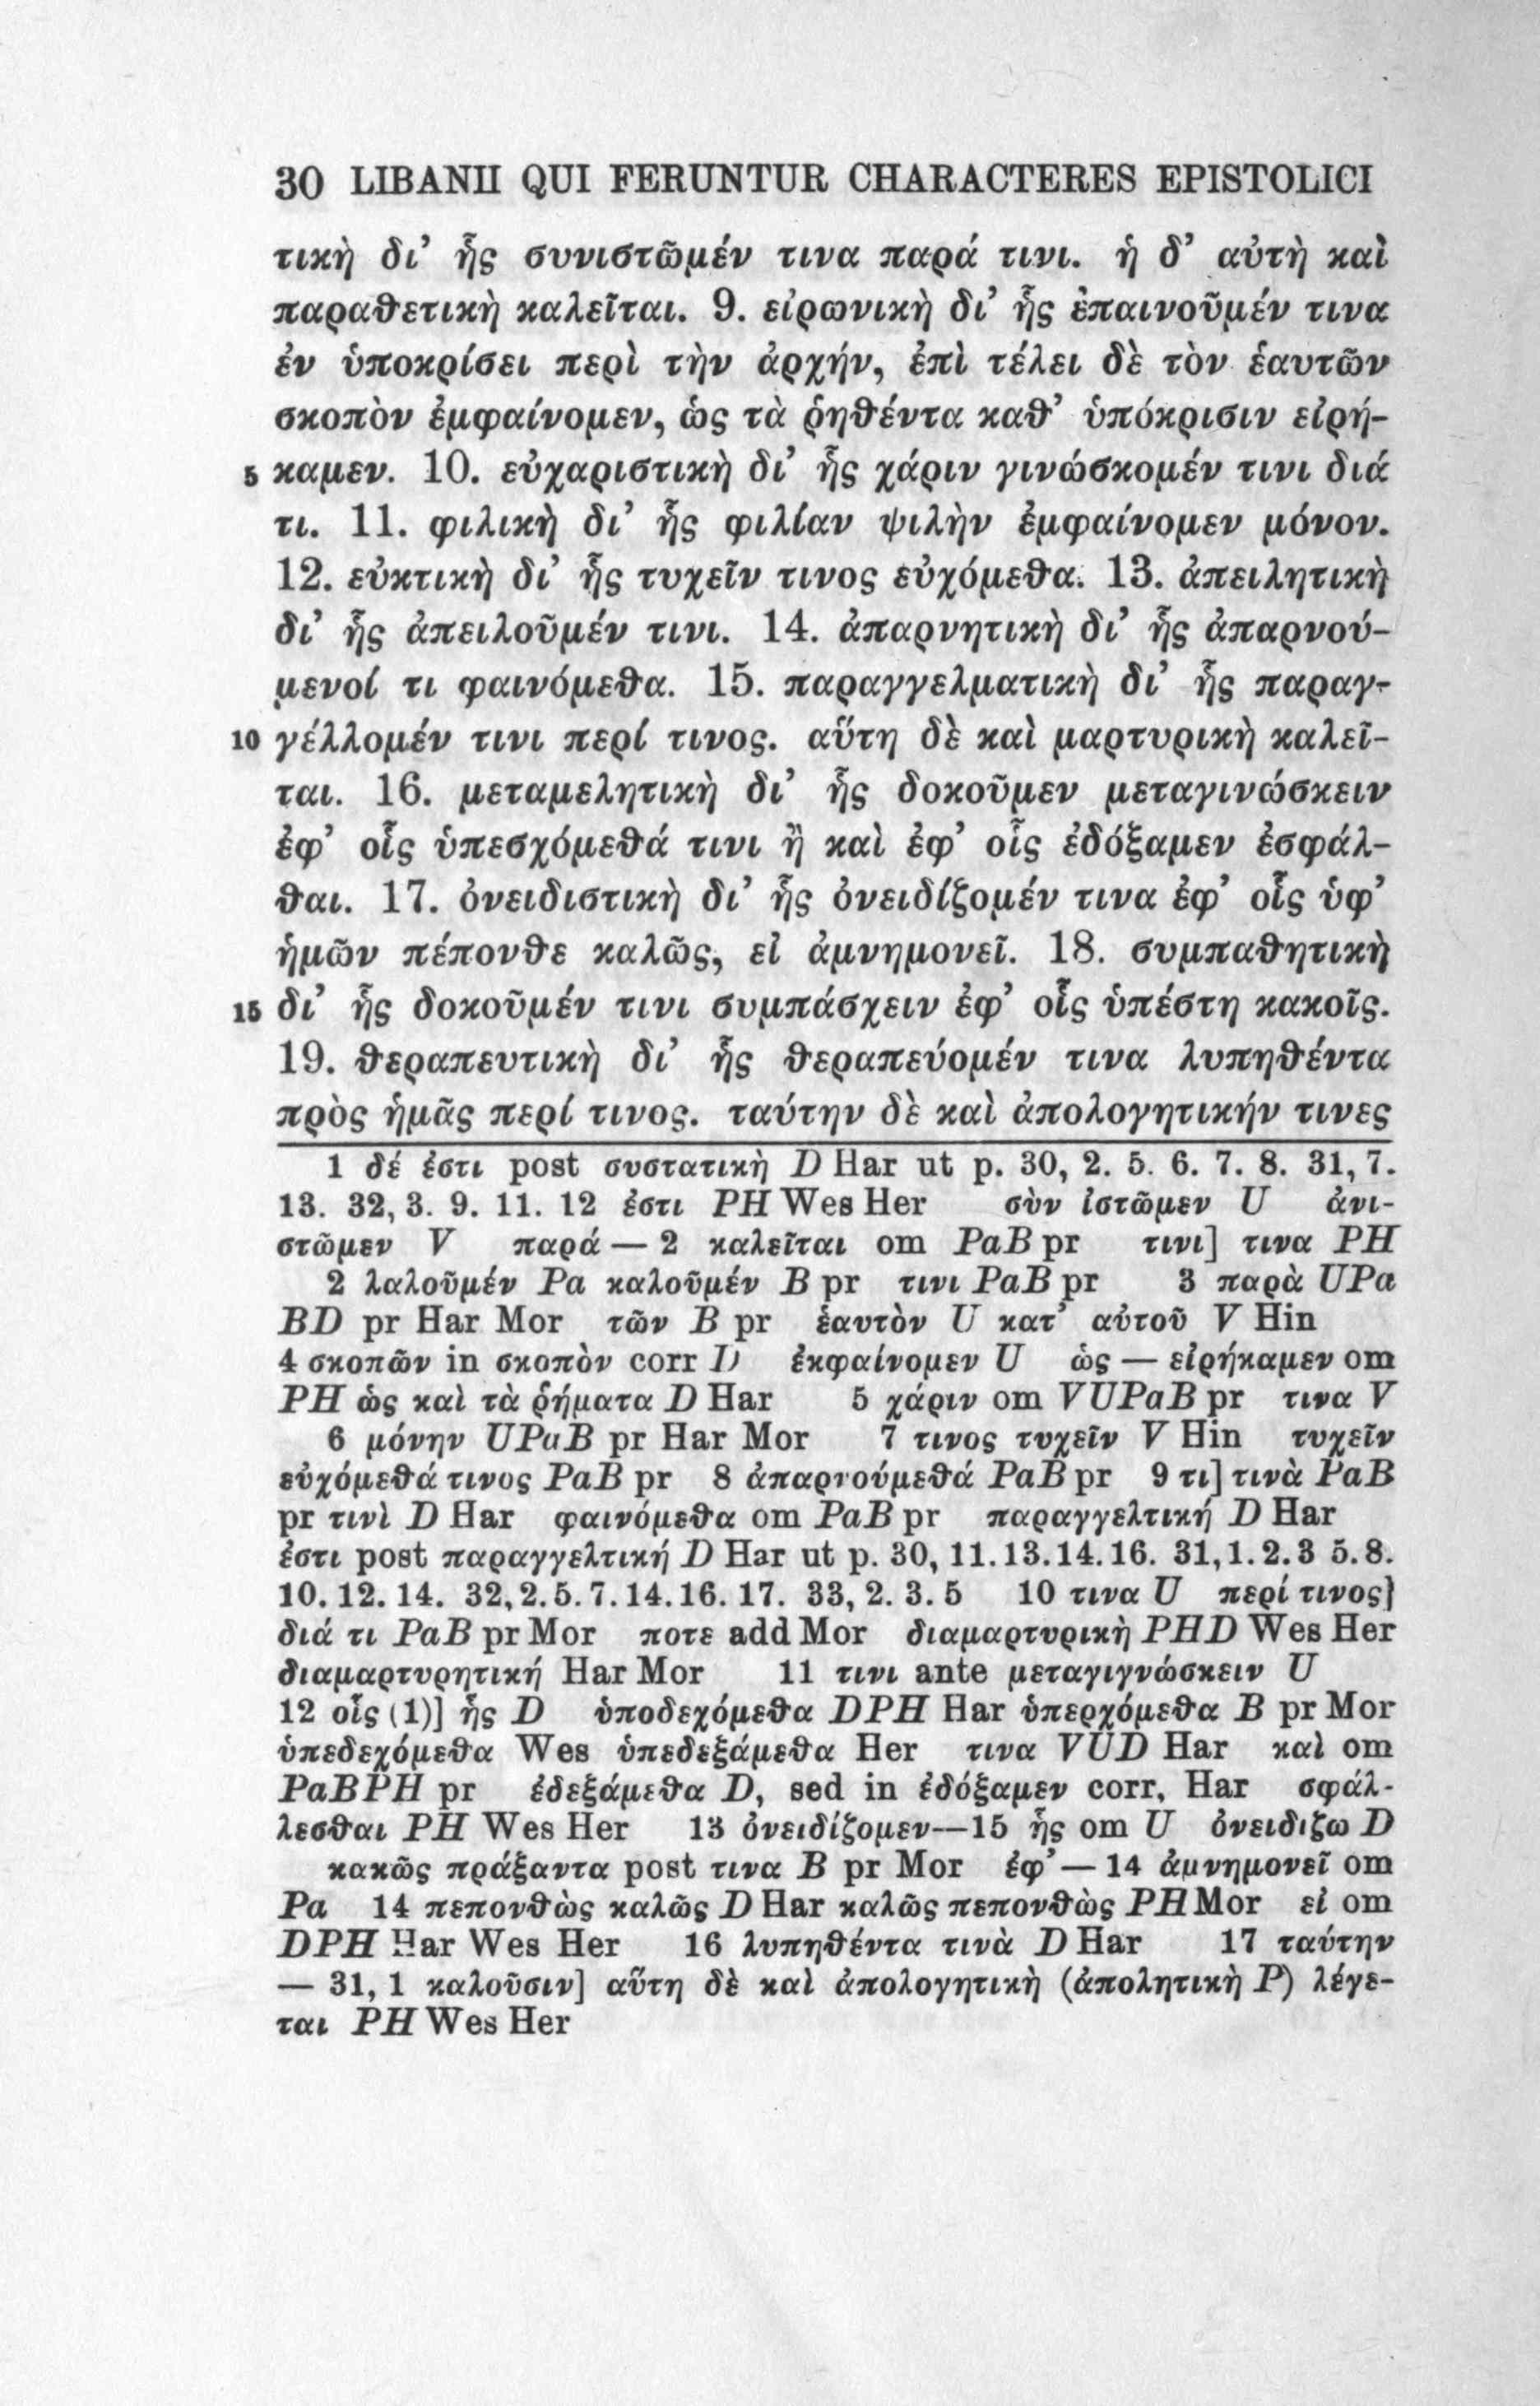 30 LIBANII QUI FERUNTUR CHARACTERES EPISTOLICI
τικὴ δι’ ἧς συνιστῶμέν τινα παρά τινι. ἡ δ’ αὐτὴ καὶ
παραθετικὴ καλεῖται. 9. εἰρωνικὴ δι’ ἧς ἐπαινοῦμέν τινα
ἐν ὑποκρίσει περὶ τὴν ἀρχήν, ἐπὶ τέλει δὲ τὸν ἑαυτῶν
σκοπὸν ἐμφαίνομεν, ὡς τὰ ῥηθέντα καθ’ ὑπόκρισιν εἰρή-
5 καμεν. 10. εὐχαριστικὴ δι’ ἧς χάριν γινώσκομέν τινι διά
τι. 11. φιλικὴ δι’ ἧς φιλίαν ψιλὴν ἐμφαίνομεν μόνον.
12. εὐκτικὴ δι’ ἧς τυχεῖν τινος εὐχόμεθα. 13. ἀπειλητικὴ
δι’ ἧς ἀπειλοῦμέν τινι. 14. ἀπαρνητικὴ δι’ ἧς ἀπαρνού-
μενοί τι φαινόμεθα. 15. παραγγελματικὴ δι’ ἧς παραγ-
10 γέλλομέν τινι περί τινος. αὕτη δὲ καὶ μαρτυρικὴ καλεῖ-
ται. 16. μεταμελητικὴ δι’ ἧς δοκοῦμεν μεταγινώσκειν
ἐφ’ οἷς ὑπεσχόμεθά τινι ἢ καὶ ἐφ’ οἷς ἐδόξαμεν ἐσφάλ-
θαι. 17. ὀνειδιστικὴ δι’ ἧς ὀνειδίζομέν τινα ἐφ’ οἷς ὑφ’
ἡμῶν πέπονθε καλῶς, εἰ ἀμνημονεῖ. 18. συμπαθητικὴ
15 δι’ ἧς δοκοῦμέν τινι συμπάσχειν ἐφ’ οἷς ὑπέστη κακοῖς.
19. θεραπευτικὴ δι’ ἧς θεραπεύομέν τινα λυπηθέντα
πρὸς ἡμᾶς περί τινος. ταύτην δὲ καὶ ἀπολογητικήν τινες
1 δέ ἐστι post συστατικὴ D Har ut p. 30, 2. 5. 6. 7. 8. 31, 7.
13. 32, 3. 9. 11. 12 ἐστι PH Wes Her σὺν ἱστῶμεν U ἀνι-
στῶμεν V παρά — 2 καλεῖται om PaB pr τινι] τινα PH
2 λαλοῦμέν Pa καλοῦμέν B pr τινι PaB pr 3 παρὰ UPa
BD pr Har Mor τῶν B pr ἑαυτὸν U κατ’ αὐτοῦ V Hin
4 σκοπῶν in σκοπὸν corr D ἐκφαίνομεν U ὡς — εἰρήκαμεν om
PH ὡς καὶ τὰ ῥήματα D Har 5 χάριν om VUPaB pr τινα V
6 μόνην UPaB pr Har Mor 7 τινος τυχεῖν V Hin τυχεῖν
εὐχόμεθά τινος PaB pr 8 ἀπαρνούμεθά PaB pr 9 τι] τινὰ PaB
pr τινὶ D Har φαινόμεθα om PaB pr παραγγελτική D Har
ἐστι post παραγγελτική D Har ut p. 30, 11. 13. 14. 16. 31, 1. 2. 3 5. 8.
10. 12. 14. 32, 2. 5. 7. 14. 16. 17. 33, 2. 3. 5 10 τινα U περί τινος]
διά τι PaB pr Mor ποτε add Mor διαμαρτυρικὴ PHD Wes Her
διαμαρτυρητική Har Mor 11 τινι ante μεταγιγνώσκειν U
12 οἷς (1)] ἧς D ὑποδεχόμεθα DPH Har ὑπερχόμεθα B pr Mor
ὑπεδεχόμεθα Wes ὑπεδεξάμεθα Her τινα VUD Har καὶ om
PaBPH pr ἐδεξάμεθα D, sed in ἐδόξαμεν corr, Har σφάλ-
λεσθαι PH Wes Her 13 ὀνειδίζομεν—15 ἧς om U ὀνειδιζω D
κακῶς πράξαντα post τινα B pr Mor ἐφ’ — 14 ἀμνημονεῖ om
Pa 14 πεπονθὼς καλῶς D Har καλῶς πεπονθὼς PH Mor εἰ om
DPH Har Wes Her 16 λυπηθέντα τινὰ D Har 17 ταύτην
— 31, 1 καλοῦσιν] αὕτη δὲ καὶ ἀπολογητικὴ (ἀπολητικὴ P) λέγε-
ται PH Wes Her